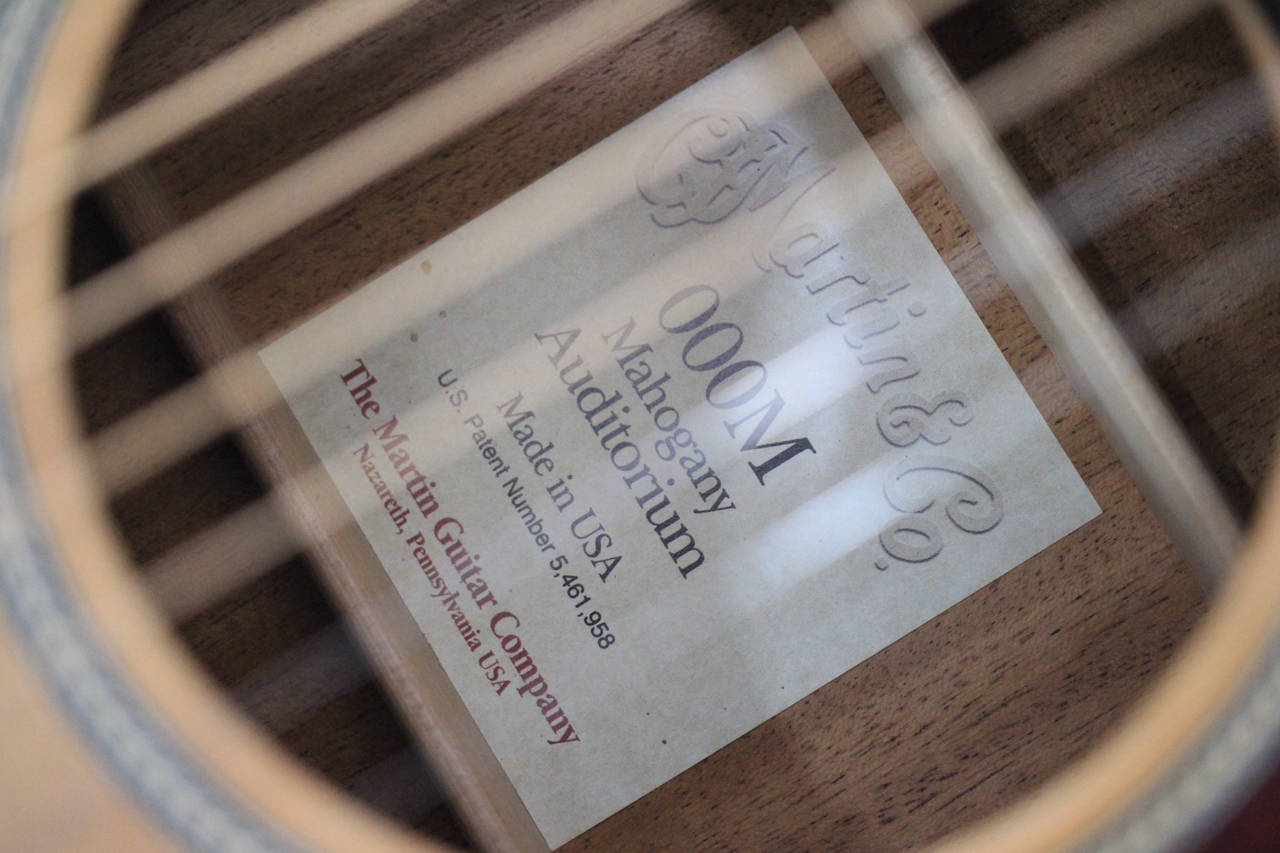 CF Martin & Co.
000M
Mahogany
Auditorium
Made in USA
U.S. Patent Number 5,461,958
The Martin Guitar Company
Nazareth, Pennsylvania USA